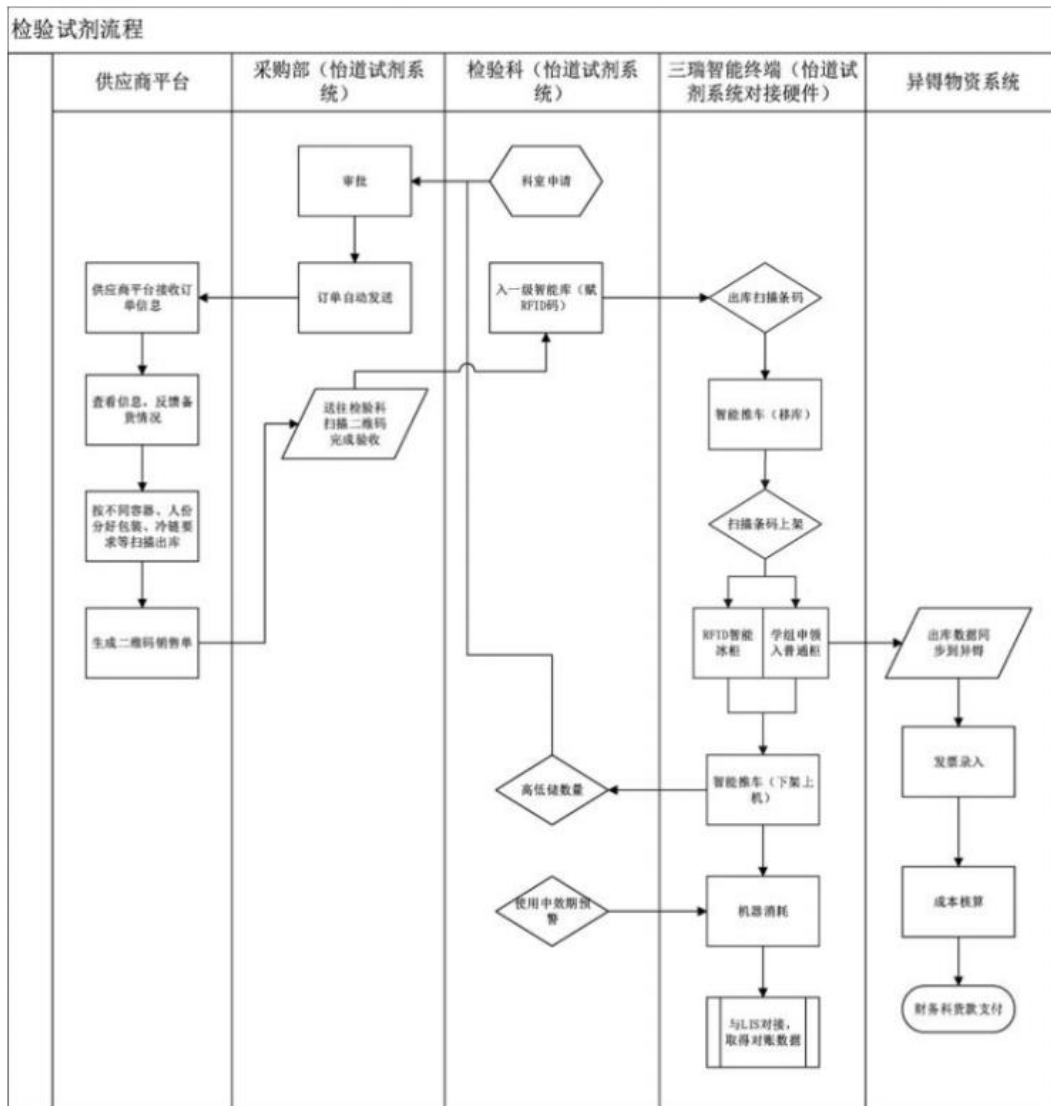 检验试剂流程
供应商平台
采购部（怡道试剂系
统）
检验科（怡道试剂系
统）
三瑞智能终端（怡道试
剂系统对接硬件）
异得物资系统
审批
科室申请
供应商平台接收订
单信息
订单自动发送
入一级智能库（赋
RFID码）
出库扫描条码
查看信息，反馈备
货情况
送往检验科
扫描二维码
完成验收
智能推车（移库）
按不同容器、人份
分好包装、冷链要
求等扫描出库
扫描条码上架
生成二维码销售单
RFID智能
冰柜
学组申领
入普通柜
出库数据同
步到异得
高低储数量
智能推车（下架上
机）
发票录入
使用中效期预
警
机器消耗
成本核算
与LIS对接，
取得对账数据
财务科货款支付